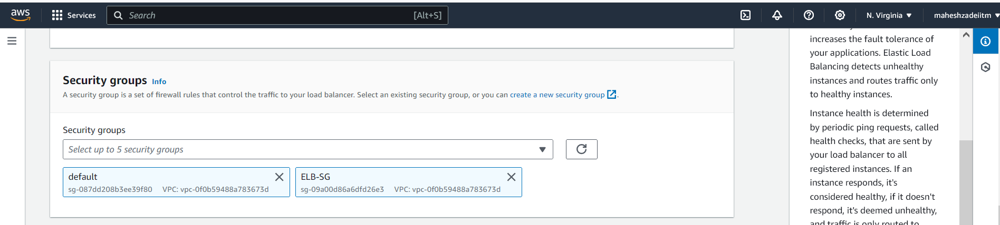 aws
Services
Search [Alt+S]
N. Virginia
maheshzadeiitm
Security groups Info
A security group is a set of firewall rules that control the traffic to your load balancer. Select an existing security group, or you can create a new security group.
Security groups
Select up to 5 security groups
default
sg-087dd208b3ee39f80 VPC: vpc-0f0b59488a783673d
ELB-SG
sg-09a00d86a6dfd26e3 VPC: vpc-0f0b59488a783673d
increases the fault tolerance of
your applications. Elastic Load
Balancing detects unhealthy
instances and routes traffic only
to healthy instances.
Instance health is determined
by periodic ping requests, called
health checks, that are sent by
your load balancer to all
registered instances. If an
instance responds, it's
considered healthy, if it doesn't
respond, it's deemed unhealthy,
and traffic is only routed to